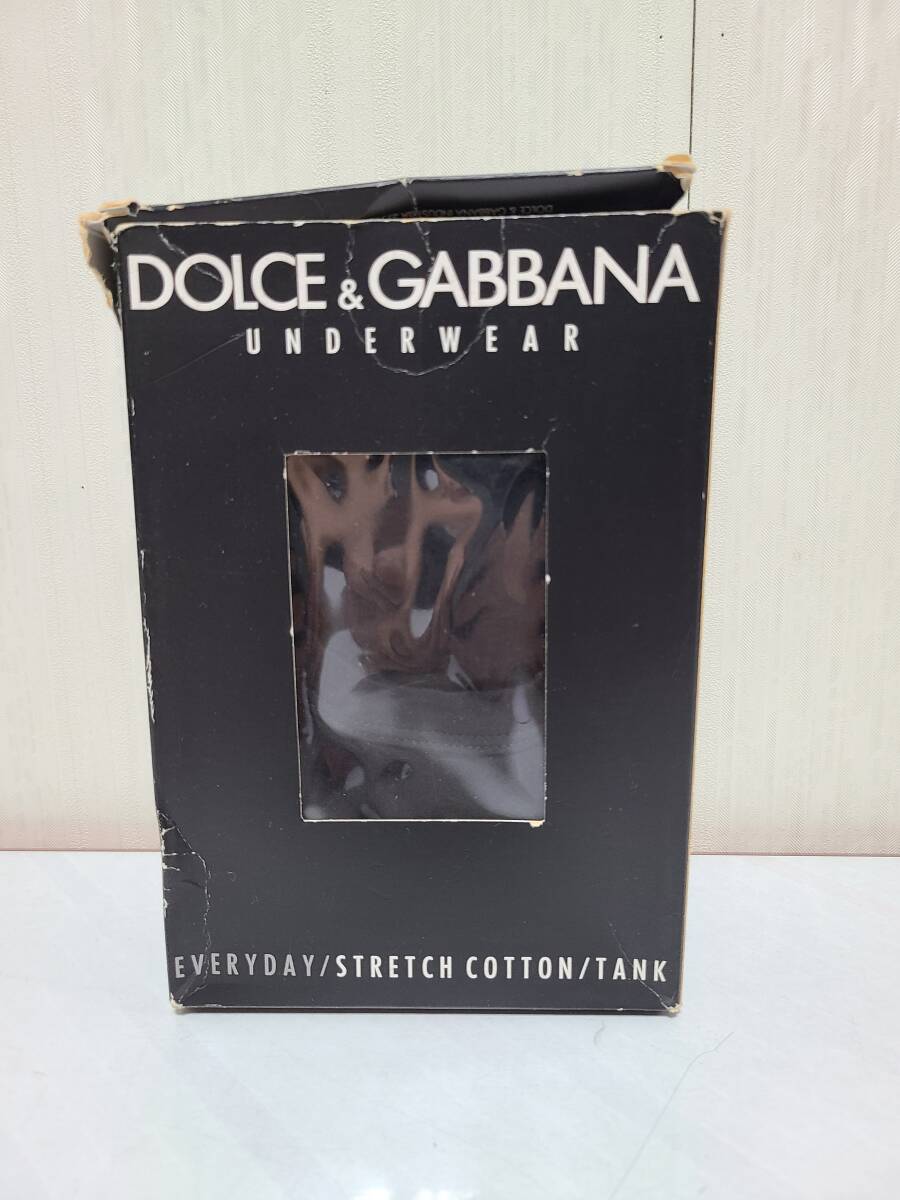 DOLCE & GABBANA
UNDERWEAR
EVERYDAY/STRETCH COTTON/TANK